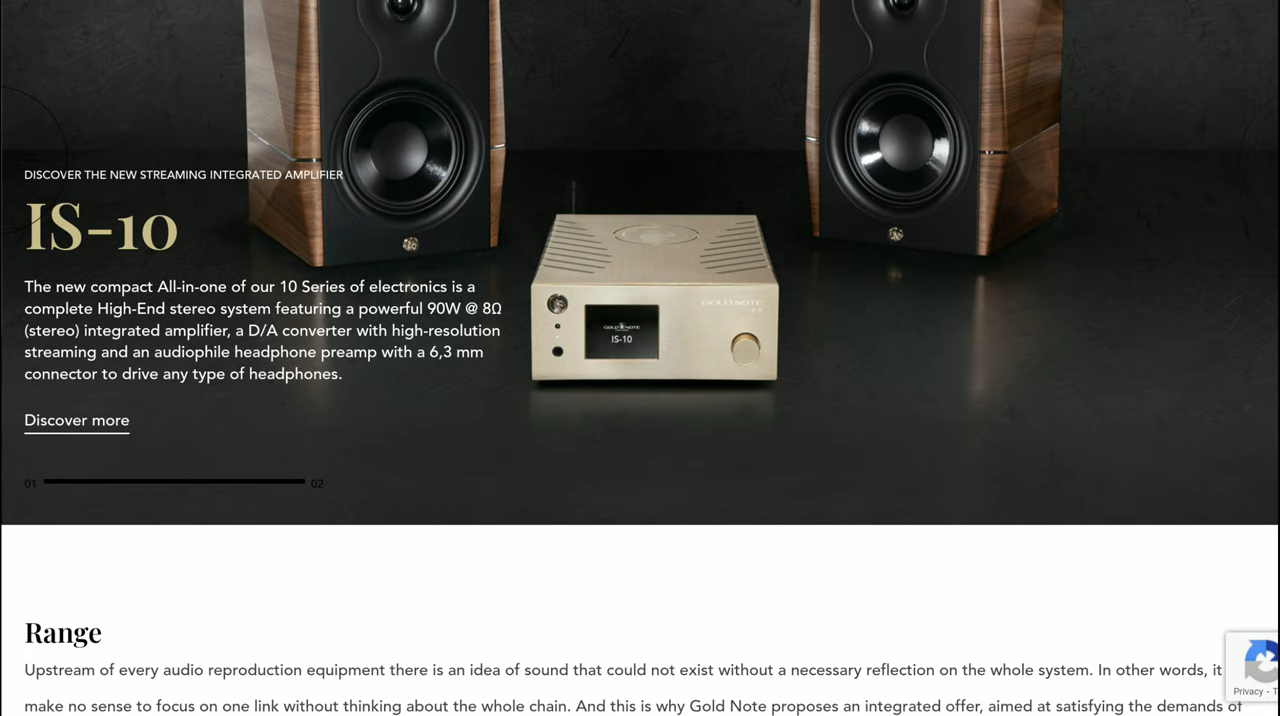 DISCOVER THE NEW STREAMING INTEGRATED AMPLIFIER
IS-10
The new compact All-in-one of our 10 Series of electronics is a
complete High-End stereo system featuring a powerful 90W @ 8Ω
(stereo) integrated amplifier, a D/A converter with high-resolution
streaming and an audiophile headphone preamp with a 6,3 mm
connector to drive any type of headphones.
Discover more
01 02
GOLD NOTE
IS-10
GOLD NOTE
Range
Upstream of every audio reproduction equipment there is an idea of sound that could not exist without a necessary reflection on the whole system. In other words, it
make no sense to focus on one link without thinking about the whole chain. And this is why Gold Note proposes an integrated offer, aimed at satisfying the demands of
Privacy - T